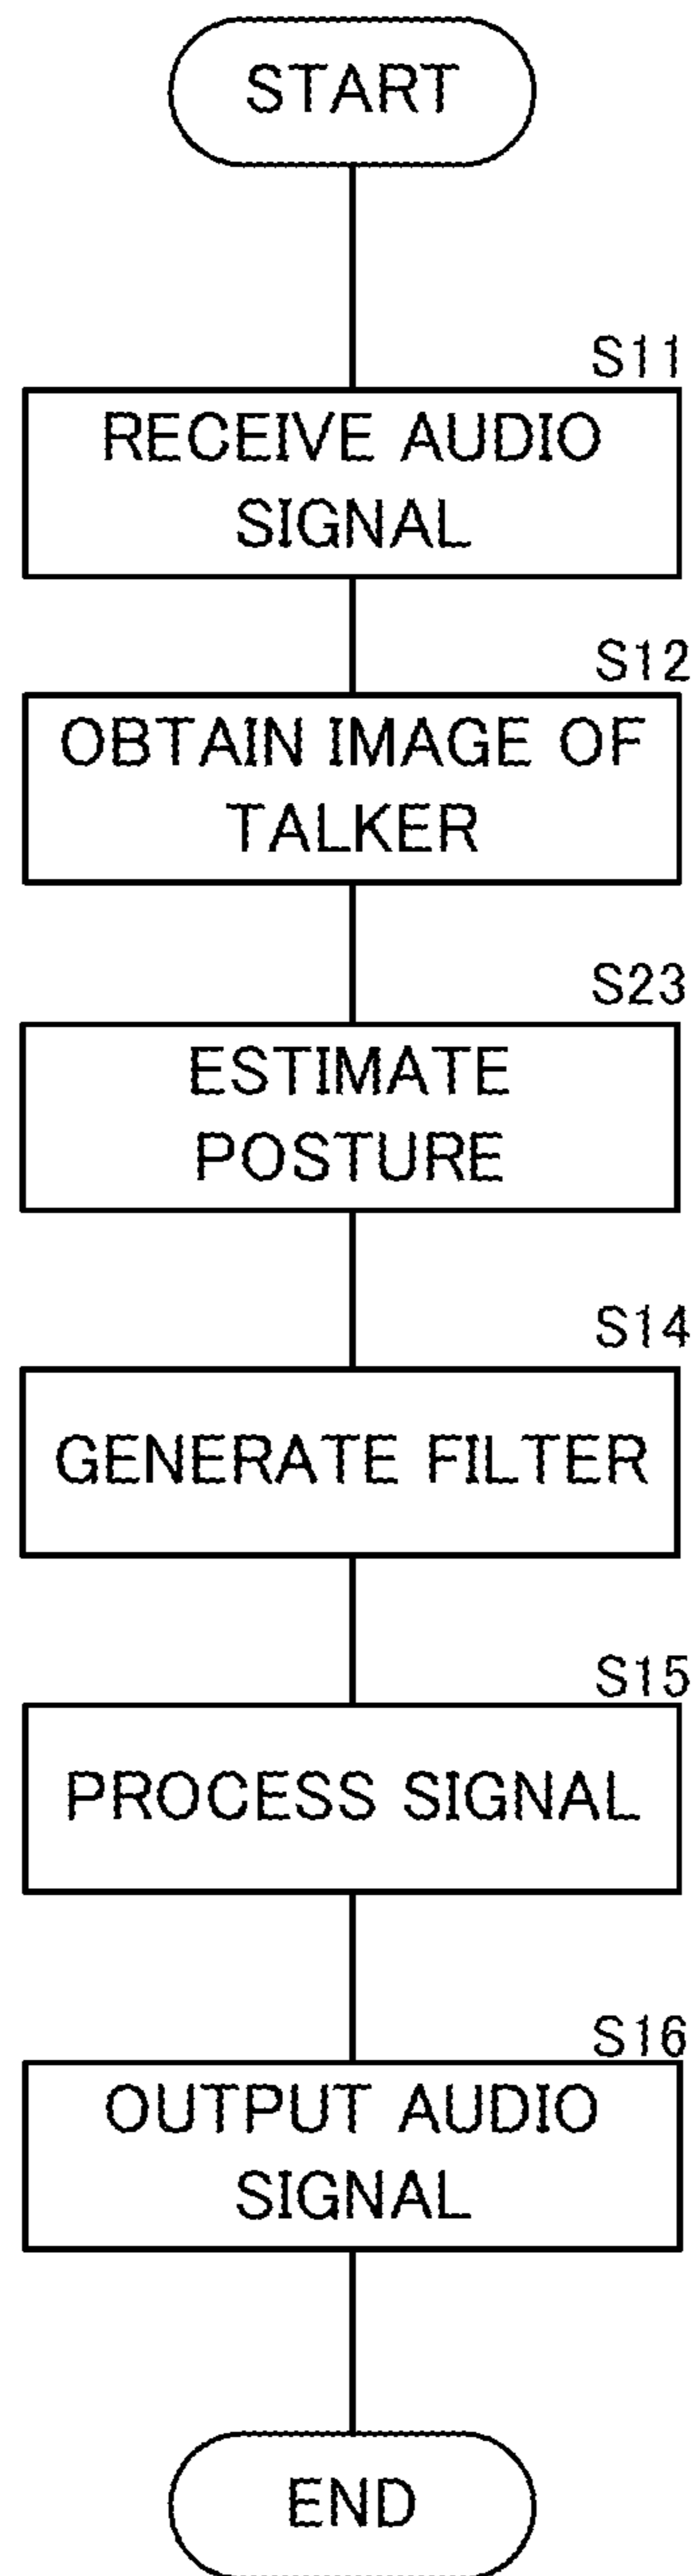 START
S11
RECEIVE AUDIO
SIGNAL
S12
OBTAIN IMAGE OF
TALKER
S23
ESTIMATE
POSTURE
S14
GENERATE FILTER
S15
PROCESS SIGNAL
S16
OUTPUT AUDIO
SIGNAL
END